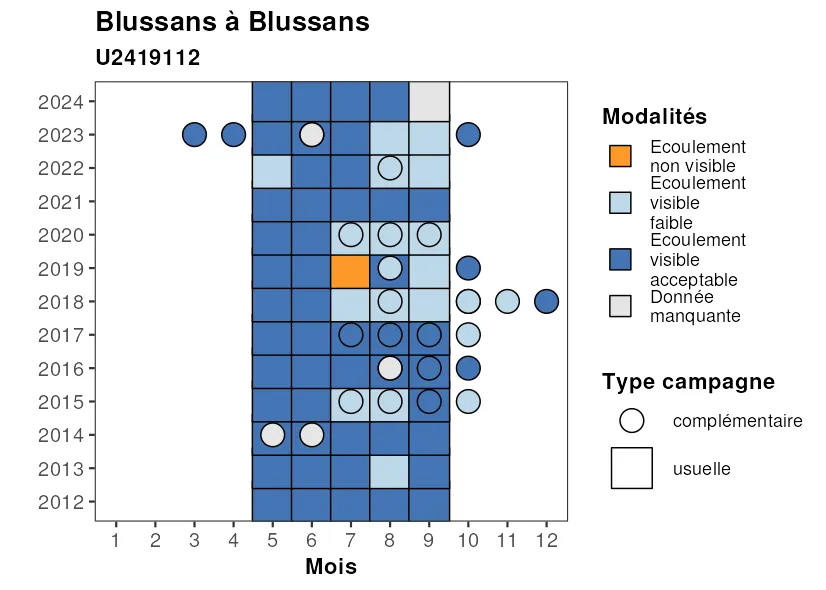 Blussans à Blussans
U2419112
2024
2023
2022
2021
2020
2019
2018
2017
2016
2015
2014
2013
2012
1 2 3 4 5 6 7 8 9 10 11 12
Mois
Modalités
Ecoulement
non visible
Ecoulement
visible
faible
Ecoulement
visible
acceptable
Donnée
manquante
Type campagne
complémentaire
usuelle